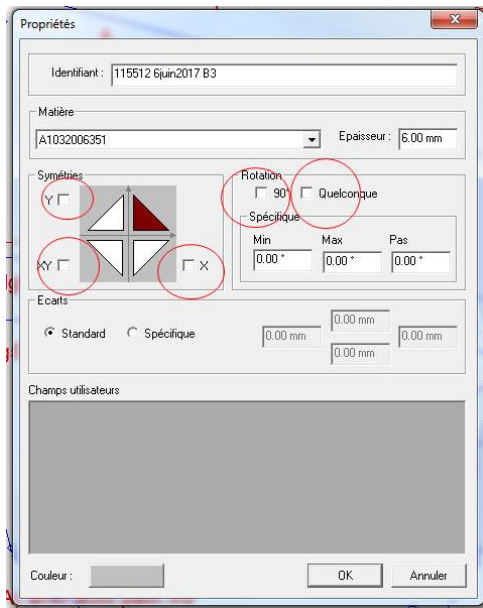 Propriétés
Identifiant : 115512 6juin2017 B3
Matière
A1032006351 Epaisseur : 6.00 mm
Symétries
Y
XY
X
Rotation
90° Quelconque
Spécifique
Min Max Pas
0.00 ° 0.00 ° 0.00 °
Ecarts
Standard Spécifique
0.00 mm
0.00 mm 0.00 mm
0.00 mm
Champs utilisateurs
Couleur : OK Annuler